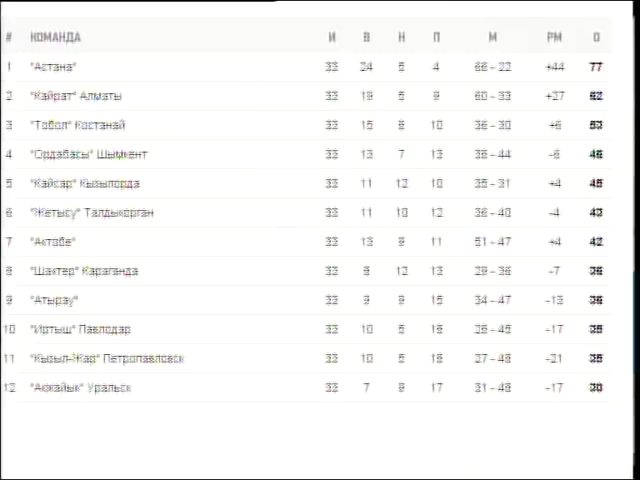 # КОМАНДА И В Н П М РМ О
1 "Астана" 33 24 5 4 66 - 22 +44 77
2 "Кайрат" Алматы 33 19 5 9 60 - 33 +27 62
3 "Тобол" Костанай 33 15 8 10 36 - 30 +6 53
4 "Ордабасы" Шымкент 33 13 7 13 38 - 44 -6 46
5 "Кайсар" Кызылорда 33 11 12 10 35 - 31 +4 45
6 "Жетысу" Талдыкорган 33 11 10 12 36 - 40 -4 43
7 "Актобе" 33 13 9 11 51 - 47 +4 42
8 "Шахтер" Караганда 33 8 12 13 29 - 36 -7 36
9 "Атырау" 33 9 9 15 34 - 47 -13 36
10 "Иртыш" Павлодар 33 10 5 18 28 - 45 -17 35
11 "Кызыл-Жар" Петропавловск 33 10 5 18 27 - 48 -21 35
12 "Акжайык" Уральск 33 7 9 17 31 - 48 -17 30